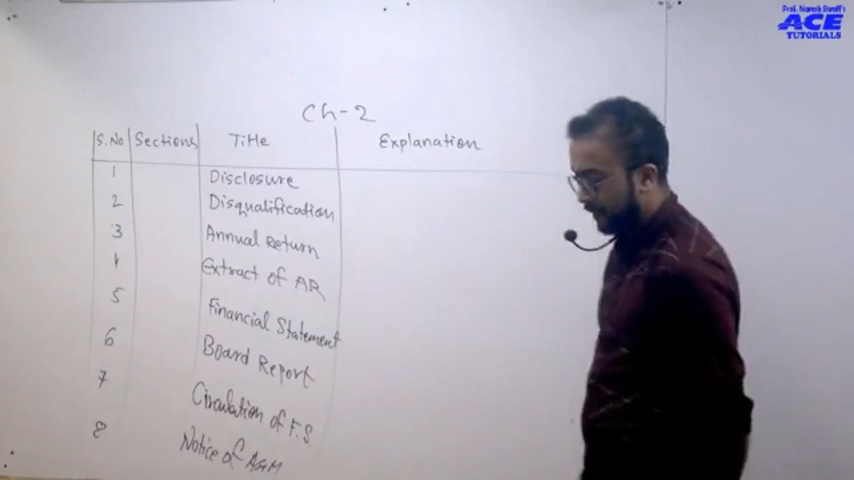 Prof. Naresh Shroff's
ACE
TUTORIALS
Ch-2
S.No Sections Title Explanation
1 Disclosure
2 Disqualification
3 Annual Return
4 Extract of AR
5 Financial Statement
6 Board Report
7 Circulation of F.S
8 Notice of AGM